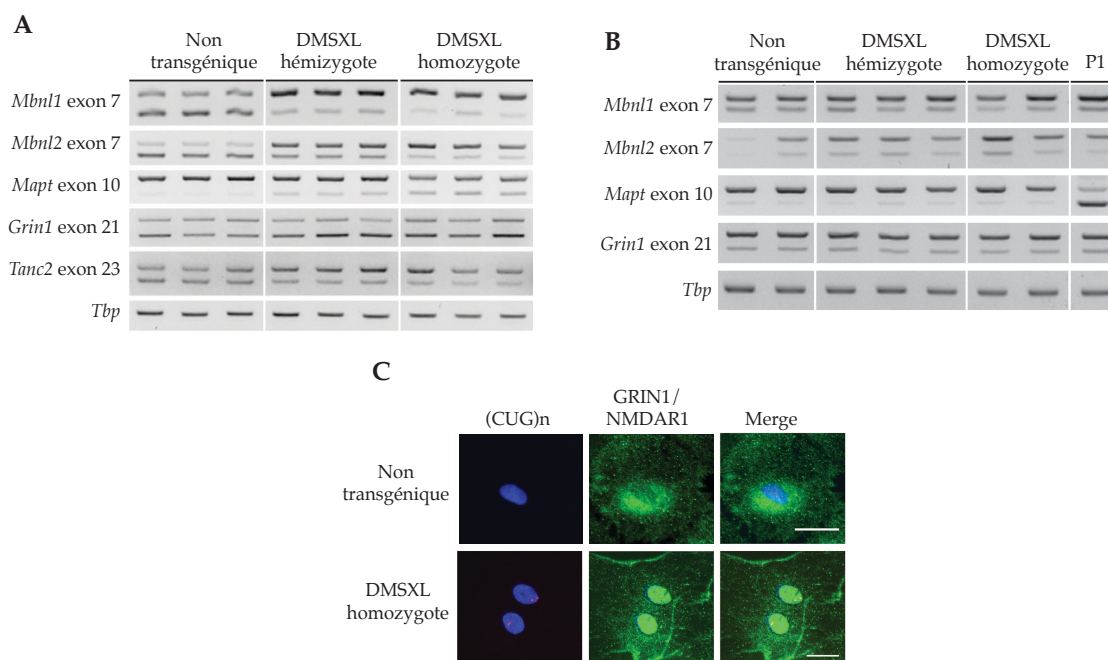 A
Non
transgénique
DMSXL
hémizygote
DMSXL
homozygote
Mbnl1 exon 7
Mbnl2 exon 7
Mapt exon 10
Grin1 exon 21
Tanc2 exon 23
Tbp
B
Non
transgénique
DMSXL
hémizygote
DMSXL
homozygote
P1
Mbnl1 exon 7
Mbnl2 exon 7
Mapt exon 10
Grin1 exon 21
Tbp
C
(CUG)n
GRIN1/
NMDAR1
Merge
Non
transgénique
DMSXL
homozygote